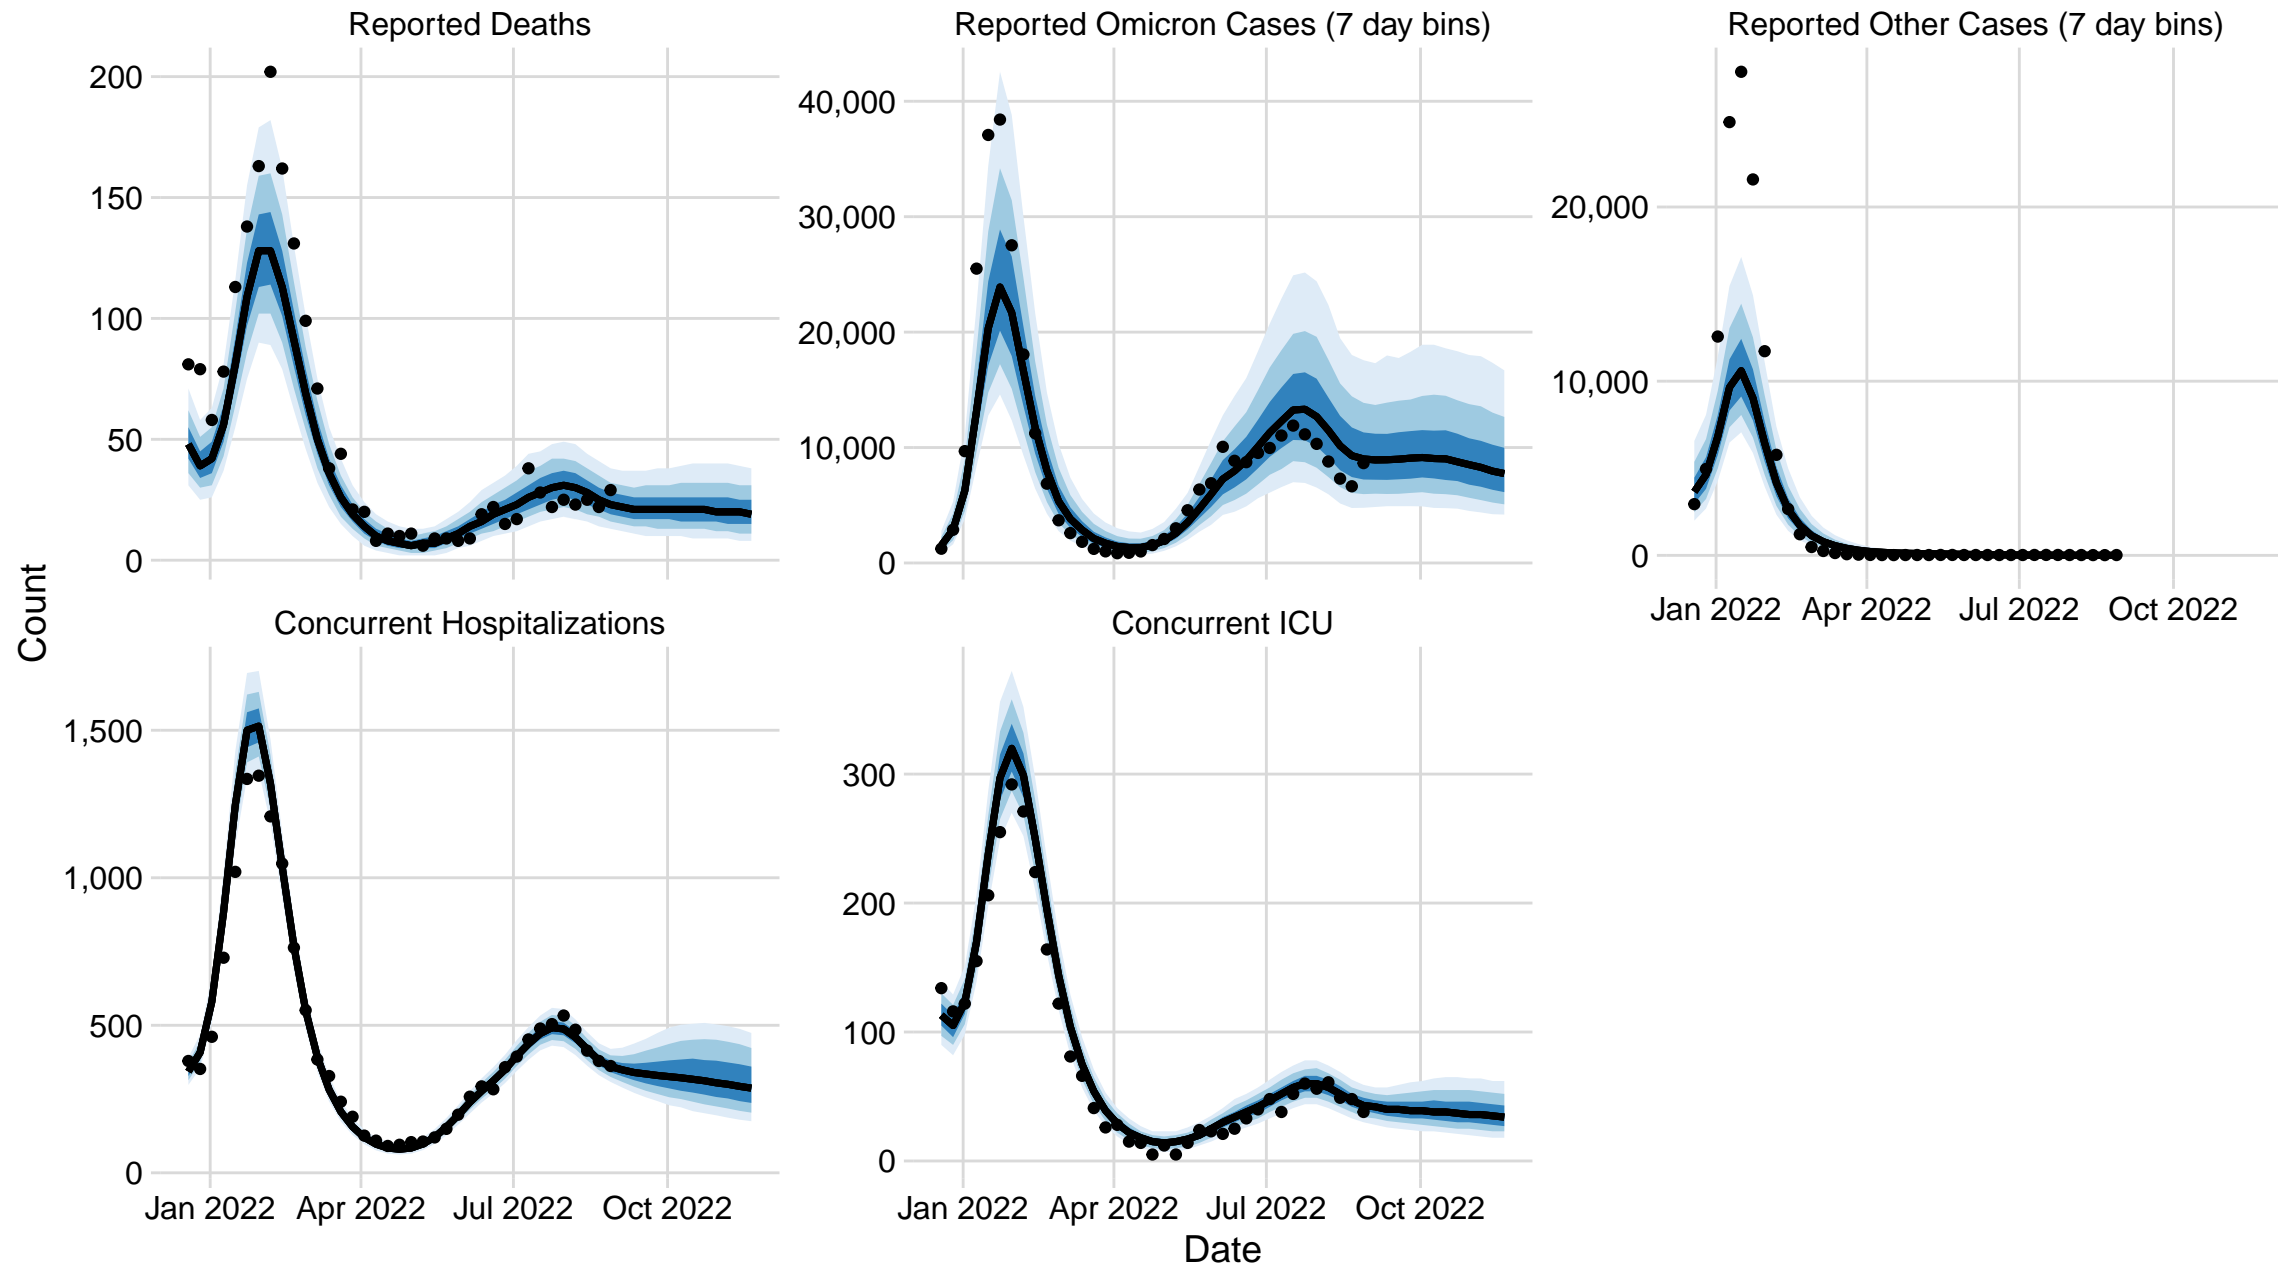 Reported Deaths
Reported Omicron Cases (7 day bins)
Reported Other Cases (7 day bins)
200
150
100
50
0
40,000
30,000
20,000
10,000
0
20,000
10,000
0
Jan 2022 Apr 2022 Jul 2022 Oct 2022
Count
Concurrent Hospitalizations
Concurrent ICU
1,500
1,000
500
0
300
200
100
0
Jan 2022 Apr 2022 Jul 2022 Oct 2022
Jan 2022 Apr 2022 Jul 2022 Oct 2022
Date